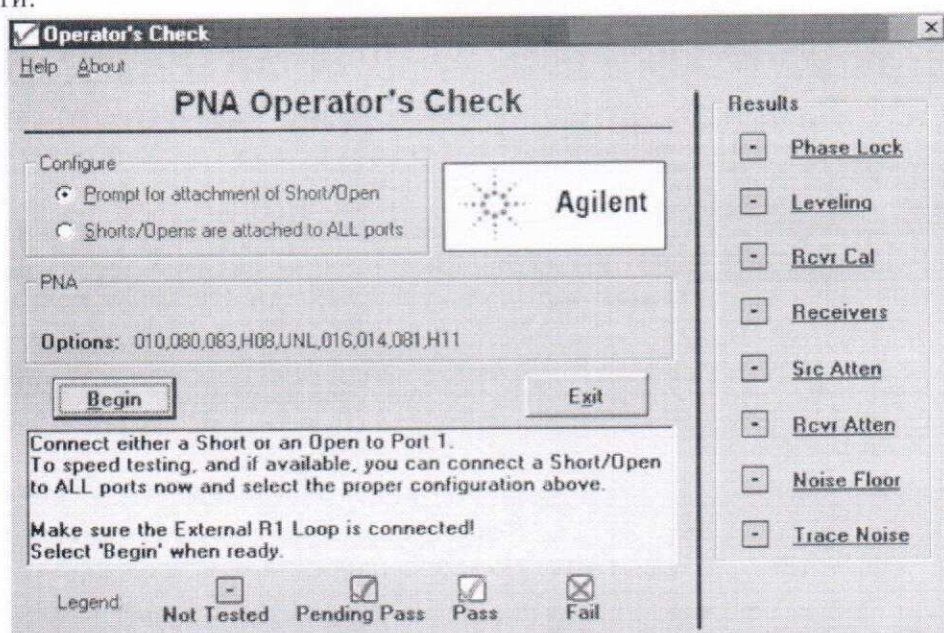 ти.
Operator's Check
Help About
PNA Operator's Check
Configure
Prompt for attachment of Short/Open
Shorts/Opens are attached to ALL ports
Agilent
PNA
Options: 010,080,083,H08,UNL,016,014,081,H11
Begin
Exit
Connect either a Short or an Open to Port 1.
To speed testing, and if available, you can connect a Short/Open
to ALL ports now and select the proper configuration above.
Make sure the External R1 Loop is connected!
Select 'Begin' when ready.
Legend:
Not Tested
Pending Pass
Pass
Fail
Results
Phase Lock
Leveling
Rcvr Cal
Receivers
Src Atten
Rcvr Atten
Noise Floor
Trace Noise